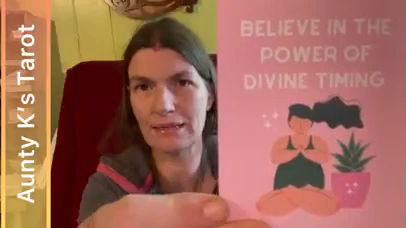 Aunty K's Tarot
BELIEVE IN THE
POWER OF
DIVINE TIMING